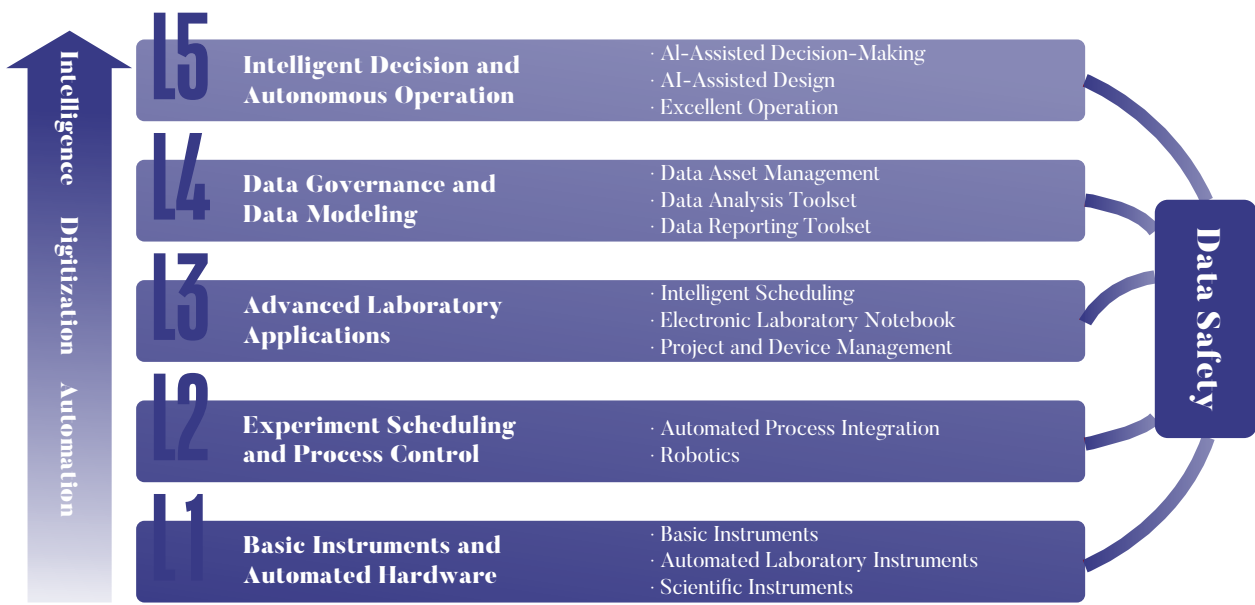 Intelligence Digitization Automation
L5
Intelligent Decision and
Autonomous Operation
· AI-Assisted Decision-Making
· AI-Assisted Design
· Excellent Operation
L4
Data Governance and
Data Modeling
· Data Asset Management
· Data Analysis Toolset
· Data Reporting Toolset
L3
Advanced Laboratory
Applications
· Intelligent Scheduling
· Electronic Laboratory Notebook
· Project and Device Management
L2
Experiment Scheduling
and Process Control
· Automated Process Integration
· Robotics
L1
Basic Instruments and
Automated Hardware
· Basic Instruments
· Automated Laboratory Instruments
· Scientific Instruments
Data Safety